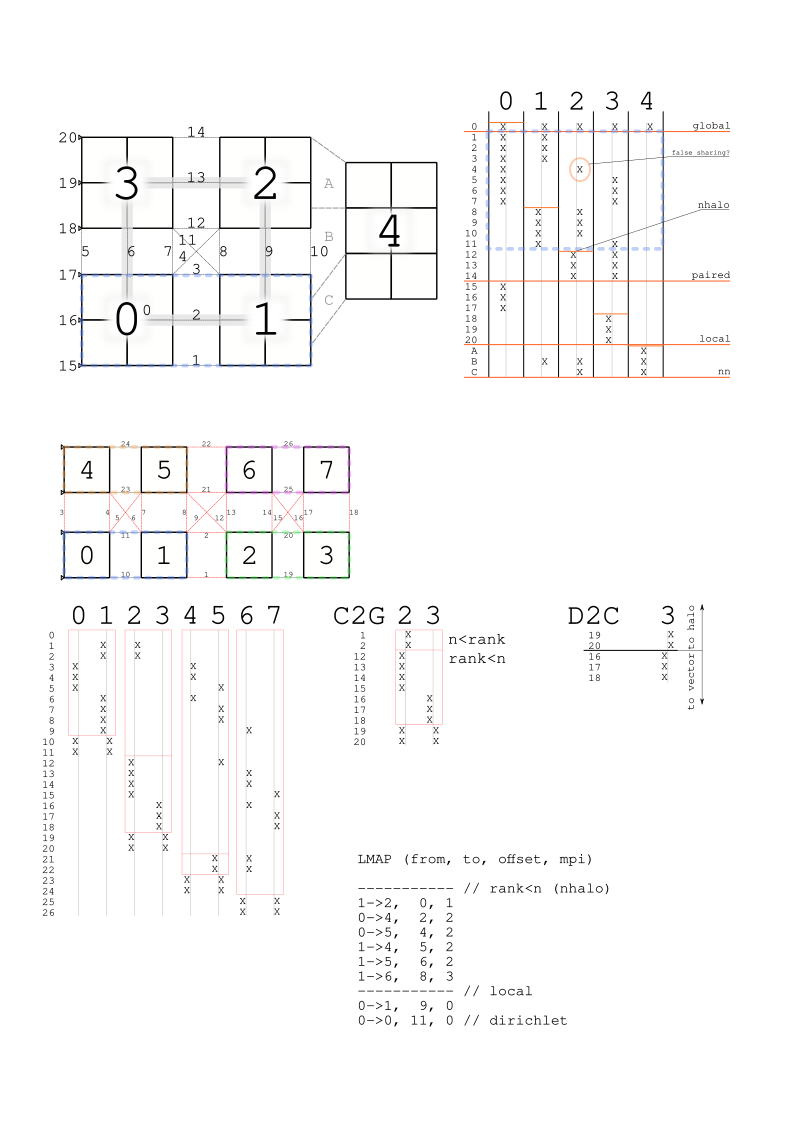 0 1 2 3 4
20 14
19 3 13 2 A
18 12
11
5 6 7 4 8 9 10 B 4
17 3
16 0 0 2 1 C
15 1
0 X X X X X global
1 X X X
2 X X X
3 X X X false sharing?
4 X X
5 X X
6 X X
7 X X
8 X X nhalo
9 X X
10 X X
11 X X
12 X X
13 X X
14 X X paired
15 X
16 X
17 X
18 X
19 X
20 X local
A X
B X X X
C X X nn
24 22 26
4 5 6 7
23 21 25
3 4 5 6 7 8 9 12 13 14 15 16 17 18
11 2 20
0 1 2 3
10 1 19
0 1 2 3 4 5 6 7
0
1 X X
2 X X
3 X X
4 X X
5 X X
6 X X
7 X X
8 X X
9 X X
10 X X
11 X X
12 X X
13 X X
14 X X
15 X X
16 X X
17 X X
18 X X
19 X X
20 X X
21 X X
22 X X
23 X X
24 X X
25 X X
26 X X
C2G 2 3
1 X n<rank
2 X
12 X rank<n
13 X
14 X
15 X
16 X
17 X
18 X
19 X X
20 X X
D2C 3
19 X
20 X
16 X
17 X
18 X
to vector to halo
LMAP (from, to, offset, mpi)
----------- // rank<n (nhalo)
1->2, 0, 1
0->4, 2, 2
0->5, 4, 2
1->4, 5, 2
1->5, 6, 2
1->6, 8, 3
----------- // local
0->1, 9, 0
0->0, 11, 0 // dirichlet